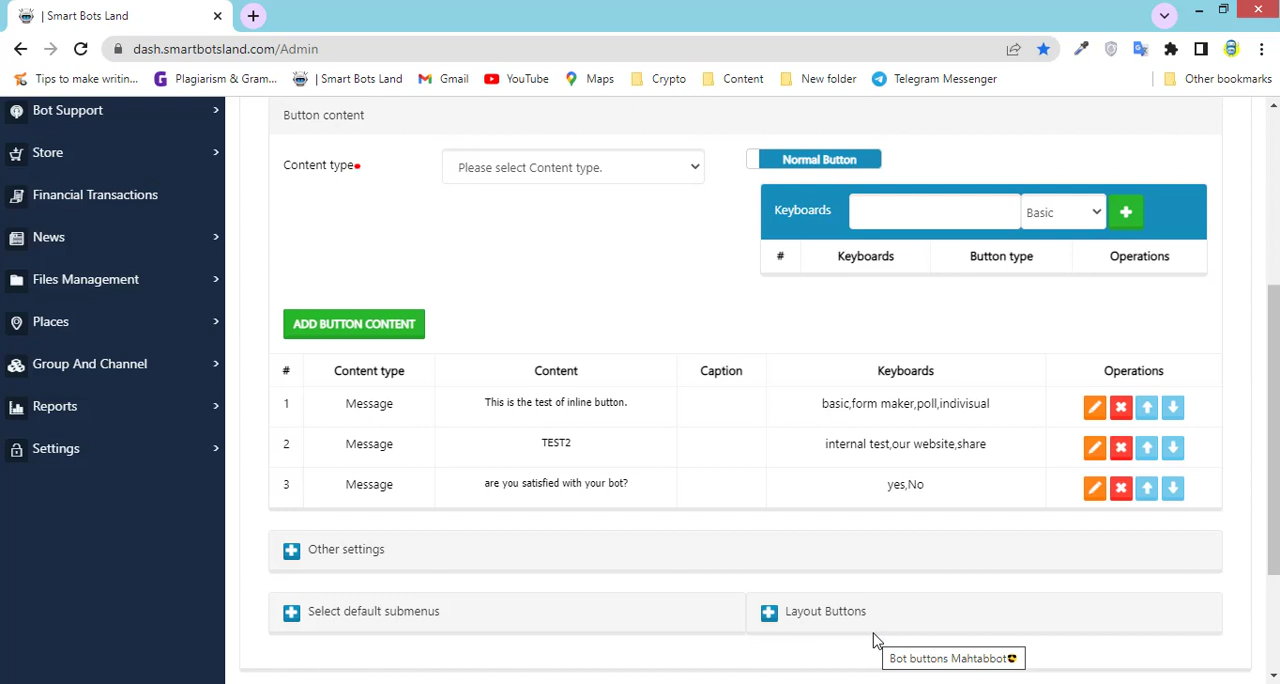 | Smart Bots Land
dash.smartbotsland.com/Admin
Tips to make writin...
Plagiarism & Gram...
| Smart Bots Land
Gmail
YouTube
Maps
Crypto
Content
New folder
Telegram Messenger
Other bookmarks
Bot Support
Store
Financial Transactions
News
Files Management
Places
Group And Channel
Reports
Settings
Button content
Content type
Please select Content type.
Normal Button
Keyboards
Basic
# Keyboards Button type Operations
ADD BUTTON CONTENT
# Content type Content Caption Keyboards Operations
1 Message This is the test of inline button. basic,form maker,poll,indivisual
2 Message TEST2 internal test,our website,share
3 Message are you satisfied with your bot? yes,No
Other settings
Select default submenus
Layout Buttons
Bot buttons Mahtabbot